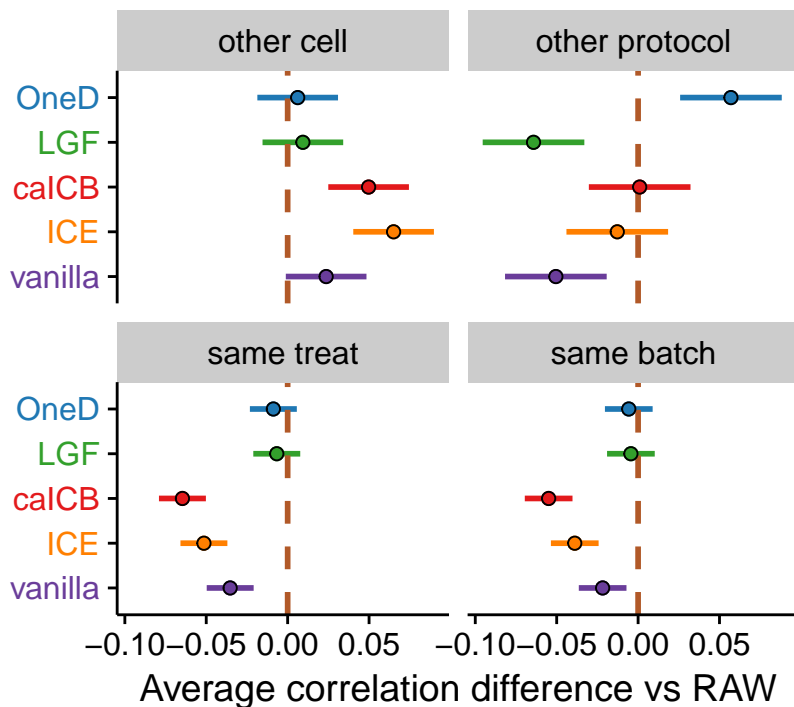 other cell
other protocol
OneD
LGF
caICB
ICE
vanilla
same treat
same batch
OneD
LGF
caICB
ICE
vanilla
−0.10 −0.05 0.00 0.05
−0.10 −0.05 0.00 0.05
Average correlation difference vs RAW